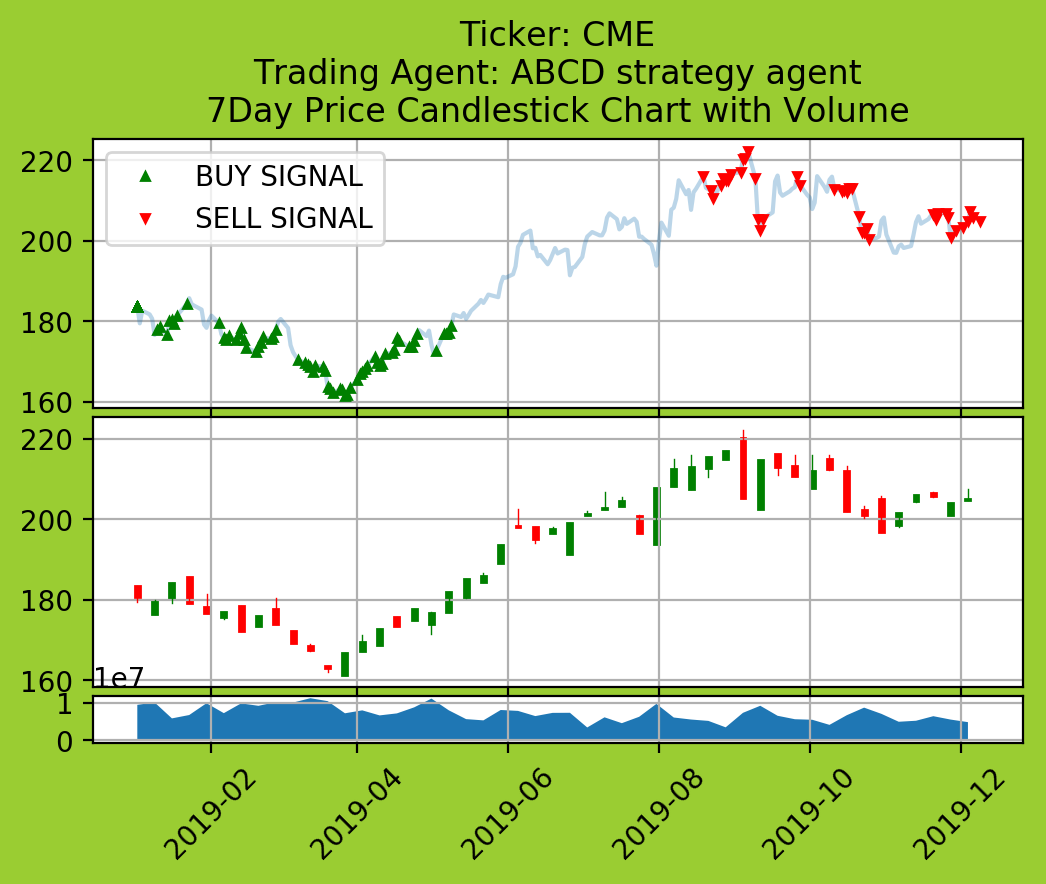 Ticker: CME
Trading Agent: ABCD strategy agent
7Day Price Candlestick Chart with Volume
BUY SIGNAL
SELL SIGNAL
220
200
180
160
220
200
180
160
1e7
1
0
2019-02
2019-04
2019-06
2019-08
2019-10
2019-12